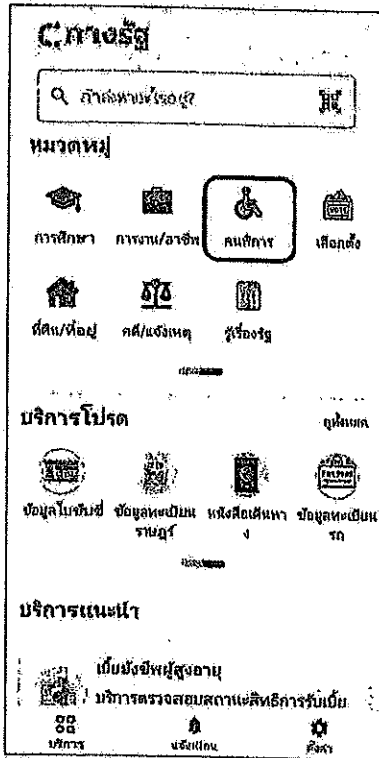 ทางรัฐ
กำลังหาอะไรอยู่?
หมวดหมู่
การศึกษา การงาน/อาชีพ คนพิการ เลือกตั้ง
VOTE
ที่ดิน/ที่อยู่ คดี/แจ้งเหตุ รู้เรื่องรัฐ
บริการโปรด ดูทั้งหมด
ข้อมูลใบขับขี่ ข้อมูลทะเบียน หนังสือเดินทา ข้อมูลทะเบียน
ราษฎร์ ง รถ
บริการแนะนำ
เบี้ยยังชีพผู้สูงอายุ
บริการตรวจสอบสถานะสิทธิการรับเบี้ย
บริการ แจ้งเตือน ตั้งค่า